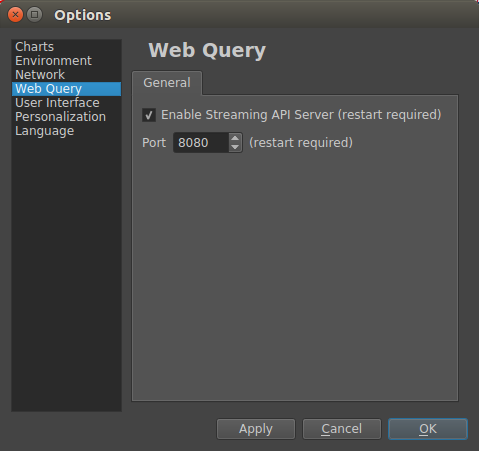 Options
Charts
Environment
Network
Web Query
User Interface
Personalization
Language
Web Query
General
Enable Streaming API Server (restart required)
Port 8080 (restart required)
Apply Cancel OK